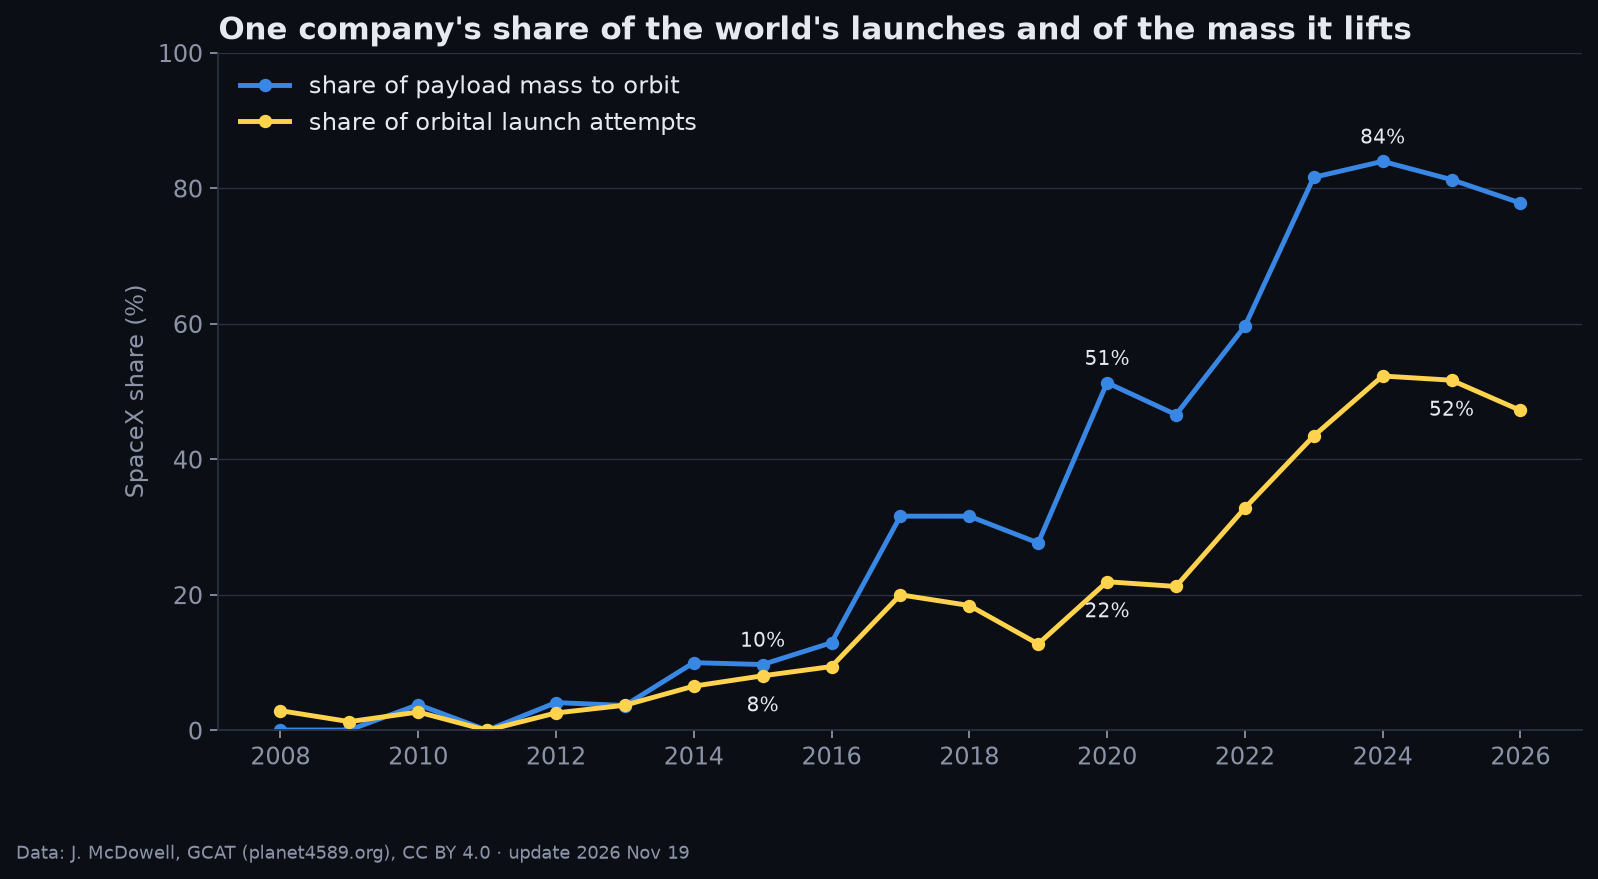 One company's share of the world's launches and of the mass it lifts
share of payload mass to orbit
share of orbital launch attempts
SpaceX share (%)
100
80
60
40
20
0
84%
51%
52%
22%
10%
8%
2008 2010 2012 2014 2016 2018 2020 2022 2024 2026
Data: J. McDowell, GCAT (planet4589.org), CC BY 4.0 · update 2026 Nov 19